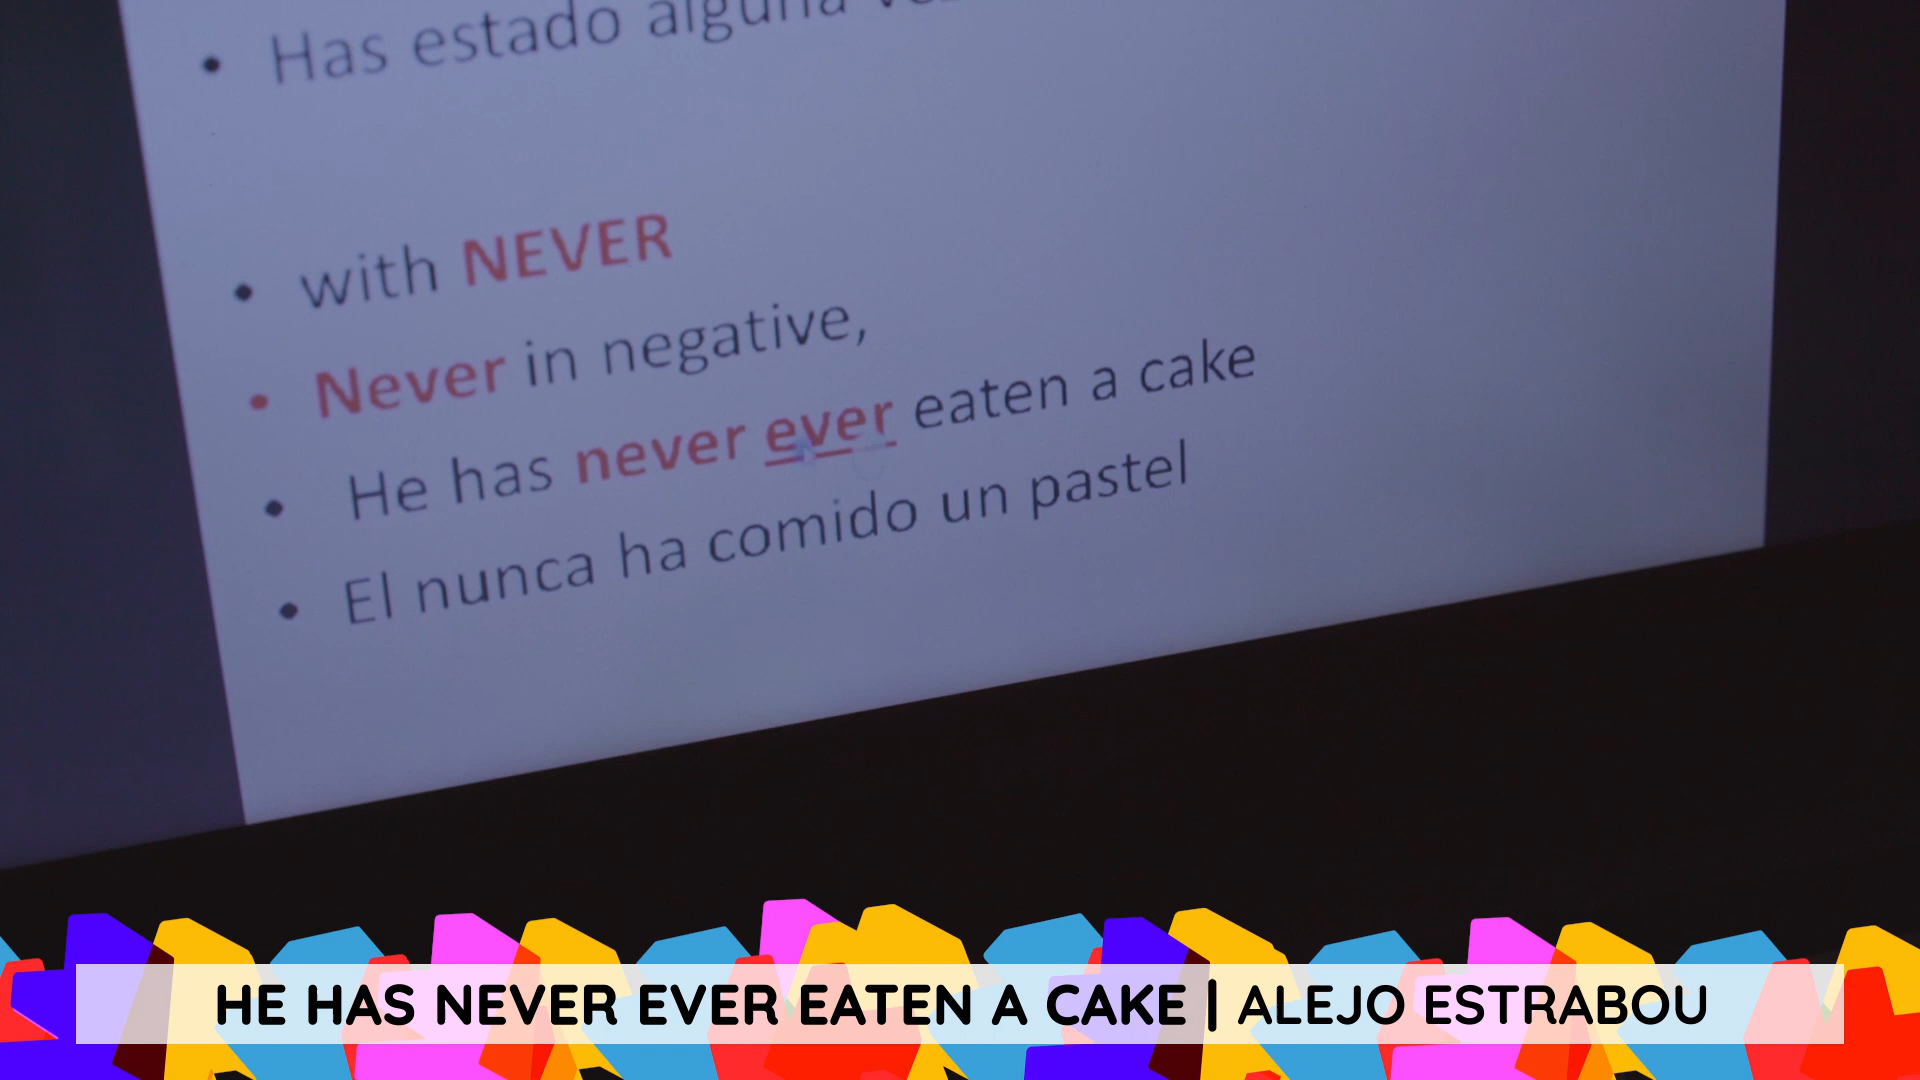 • Has estado alguna
• with NEVER
• Never in negative,
• He has never ever eaten a cake
• El nunca ha comido un pastel
HE HAS NEVER EVER EATEN A CAKE | ALEJO ESTRABOU